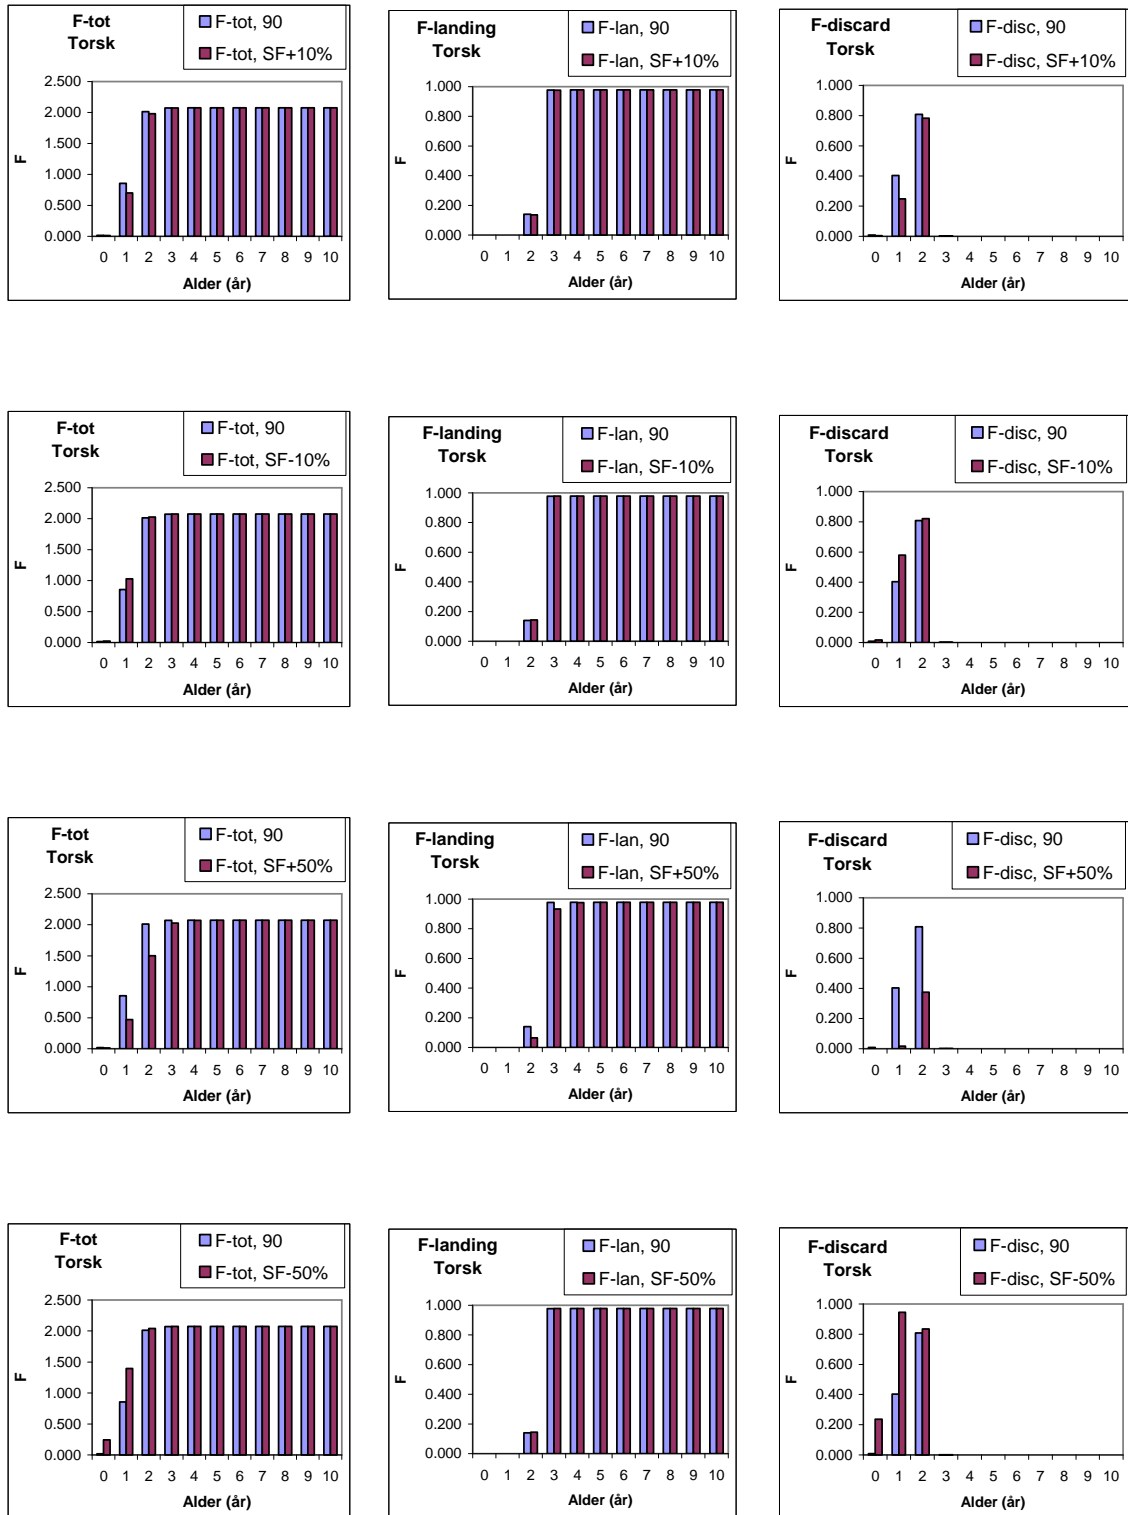 F-tot
Torsk
F-tot, 90
F-tot, SF+10%
2.500
2.000
1.500
1.000
0.500
0.000
F
0 1 2 3 4 5 6 7 8 9 10
Alder (år)
F-landing
Torsk
F-lan, 90
F-lan, SF+10%
1.000
0.800
0.600
0.400
0.200
0.000
F
0 1 2 3 4 5 6 7 8 9 10
Alder (år)
F-discard
Torsk
F-disc, 90
F-disc, SF+10%
1.000
0.800
0.600
0.400
0.200
0.000
F
0 1 2 3 4 5 6 7 8 9 10
Alder (år)
F-tot
Torsk
F-tot, 90
F-tot, SF-10%
2.500
2.000
1.500
1.000
0.500
0.000
F
0 1 2 3 4 5 6 7 8 9 10
Alder (år)
F-landing
Torsk
F-lan, 90
F-lan, SF-10%
1.000
0.800
0.600
0.400
0.200
0.000
F
0 1 2 3 4 5 6 7 8 9 10
Alder (år)
F-discard
Torsk
F-disc, 90
F-disc, SF-10%
1.000
0.800
0.600
0.400
0.200
0.000
F
0 1 2 3 4 5 6 7 8 9 10
Alder (år)
F-tot
Torsk
F-tot, 90
F-tot, SF+50%
2.500
2.000
1.500
1.000
0.500
0.000
F
0 1 2 3 4 5 6 7 8 9 10
Alder (år)
F-landing
Torsk
F-lan, 90
F-lan, SF+50%
1.000
0.800
0.600
0.400
0.200
0.000
F
0 1 2 3 4 5 6 7 8 9 10
Alder (år)
F-discard
Torsk
F-disc, 90
F-disc, SF+50%
1.000
0.800
0.600
0.400
0.200
0.000
F
0 1 2 3 4 5 6 7 8 9 10
Alder (år)
F-tot
Torsk
F-tot, 90
F-tot, SF-50%
2.500
2.000
1.500
1.000
0.500
0.000
F
0 1 2 3 4 5 6 7 8 9 10
Alder (år)
F-landing
Torsk
F-lan, 90
F-lan, SF-50%
1.000
0.800
0.600
0.400
0.200
0.000
F
0 1 2 3 4 5 6 7 8 9 10
Alder (år)
F-discard
Torsk
F-disc, 90
F-disc, SF-50%
1.000
0.800
0.600
0.400
0.200
0.000
F
0 1 2 3 4 5 6 7 8 9 10
Alder (år)